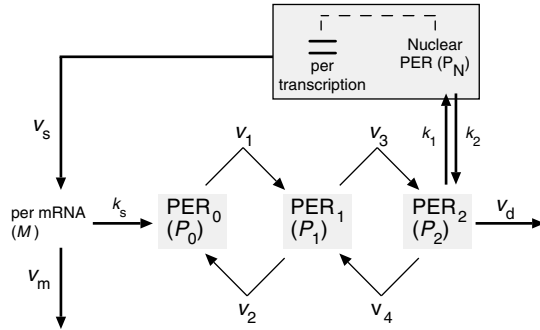 per
transcription
Nuclear
PER (P_N)
v_s
v_1
v_3
k_1
k_2
per mRNA
(M)
k_s
PER_0
(P_0)
PER_1
(P_1)
PER_2
(P_2)
v_d
v_m
v_2
v_4